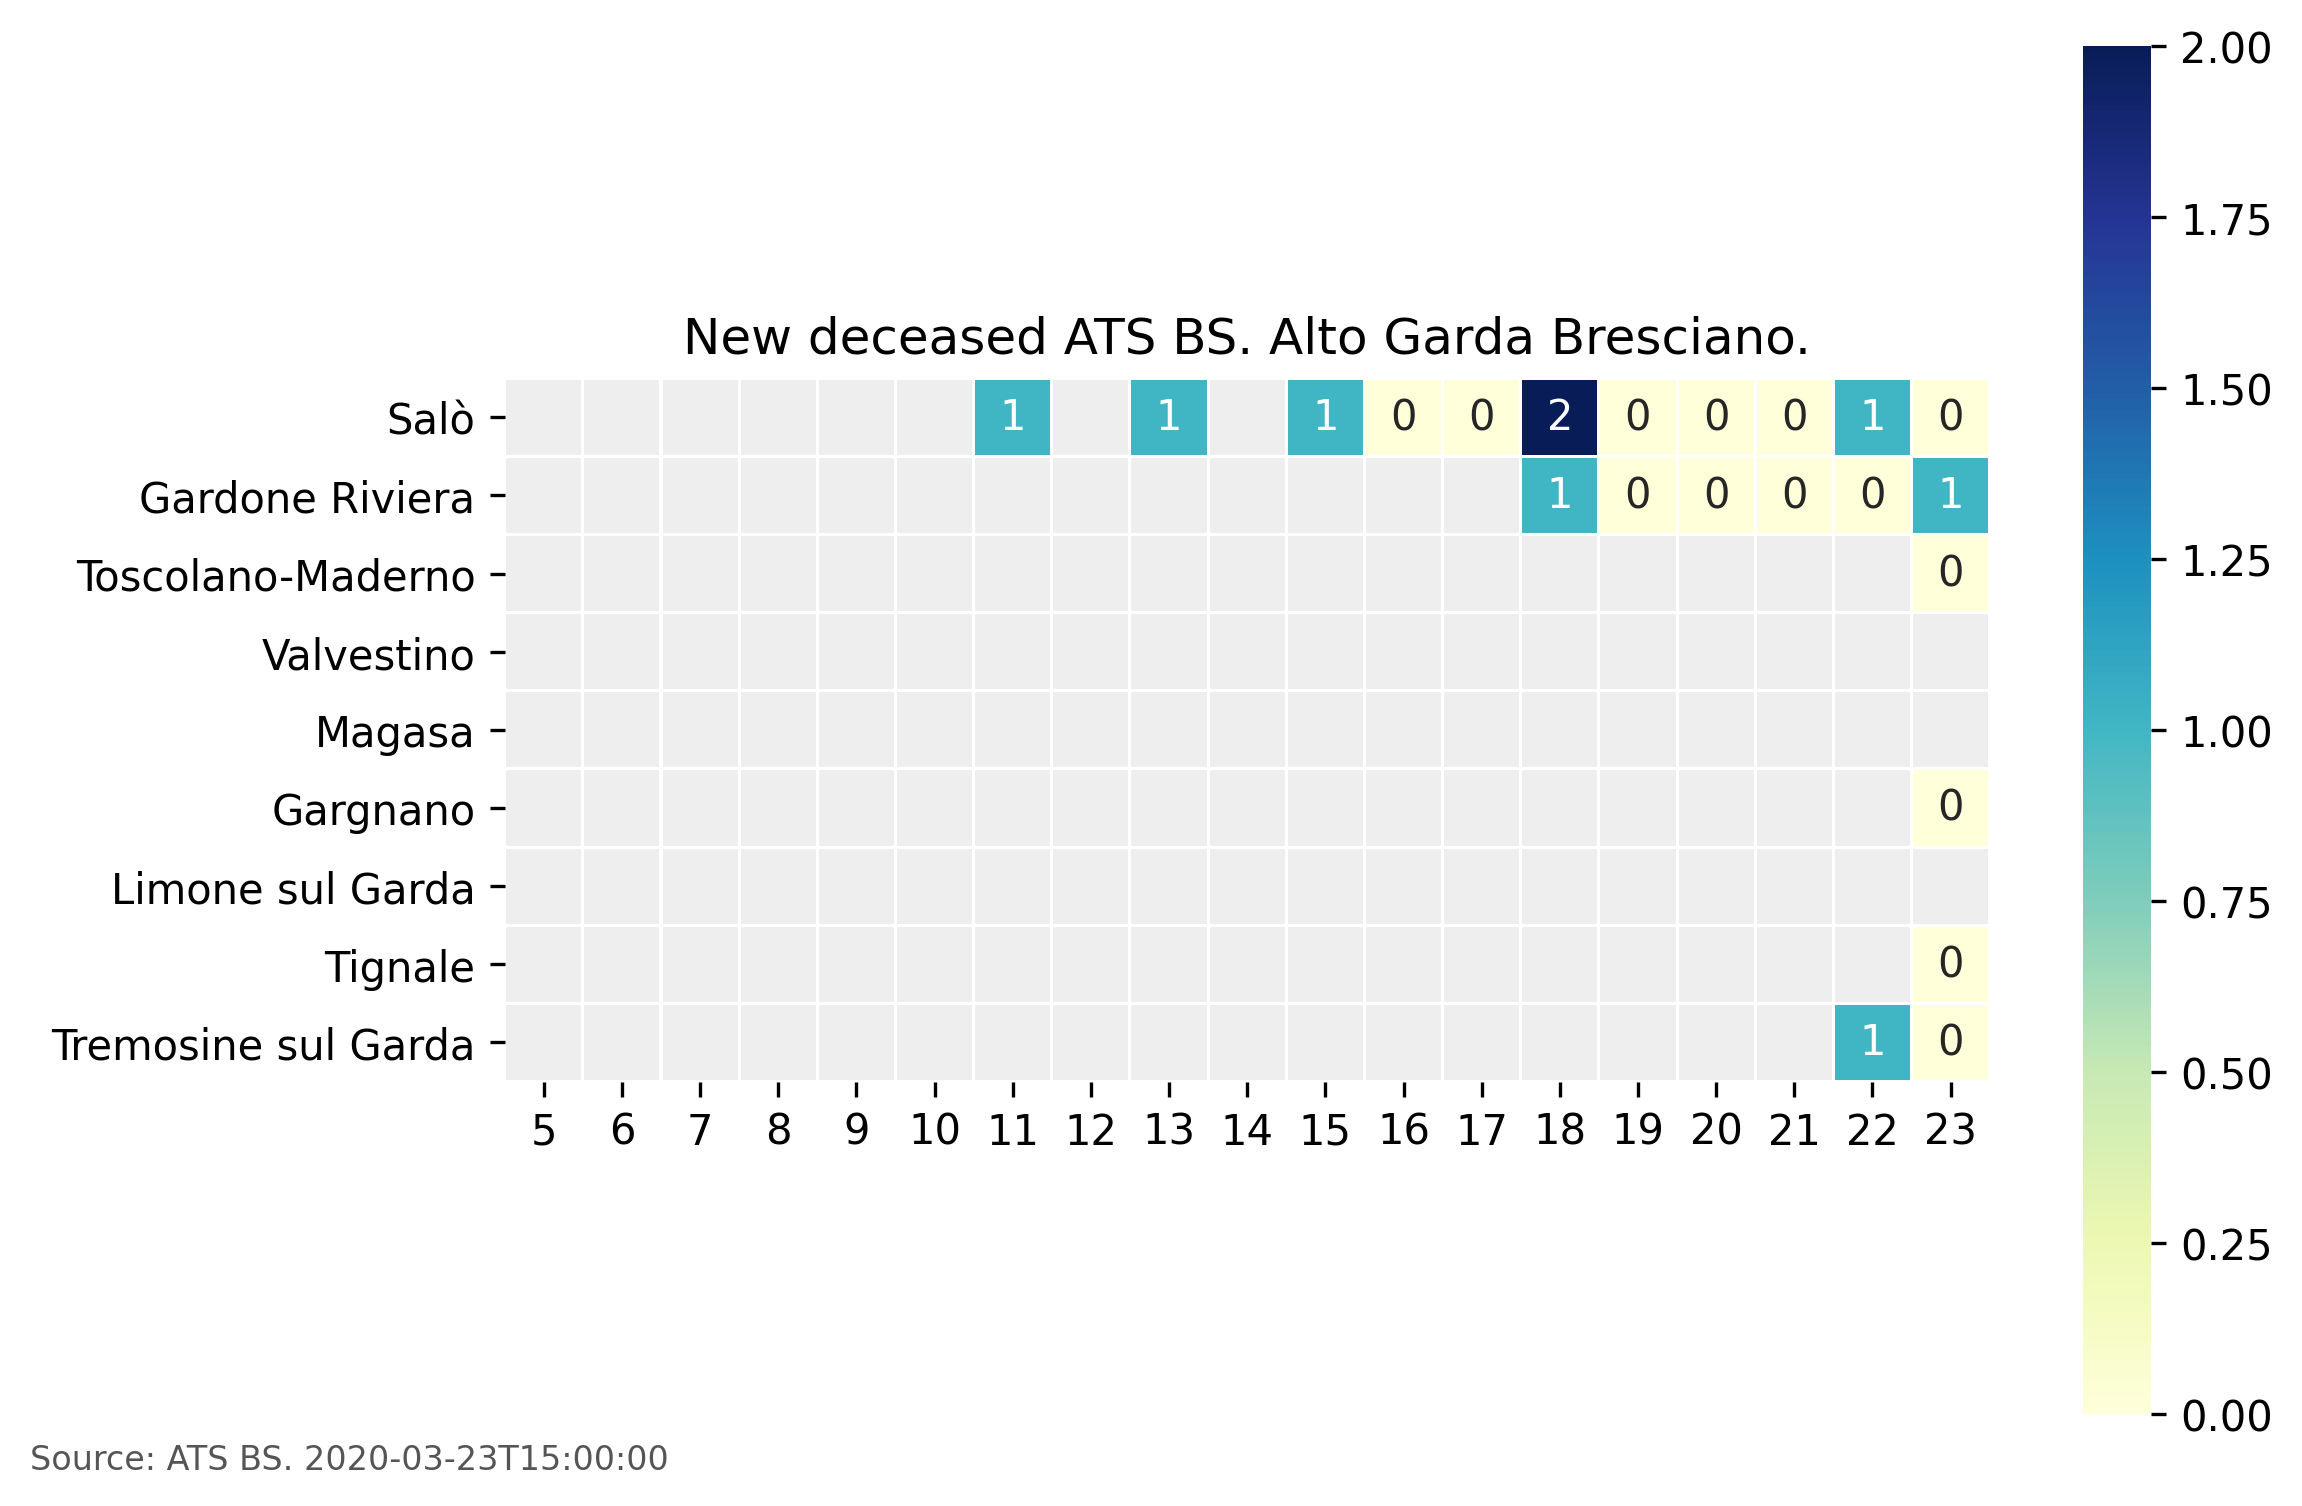 New deceased ATS BS. Alto Garda Bresciano.
Salò 1 1 1 0 0 2 0 0 0 1 0
Gardone Riviera 1 0 0 0 0 1
Toscolano-Maderno 0
Valvestino
Magasa
Gargnano 0
Limone sul Garda
Tignale 0
Tremosine sul Garda 1 0
5 6 7 8 9 10 11 12 13 14 15 16 17 18 19 20 21 22 23
2.00
1.75
1.50
1.25
1.00
0.75
0.50
0.25
0.00
Source: ATS BS. 2020-03-23T15:00:00